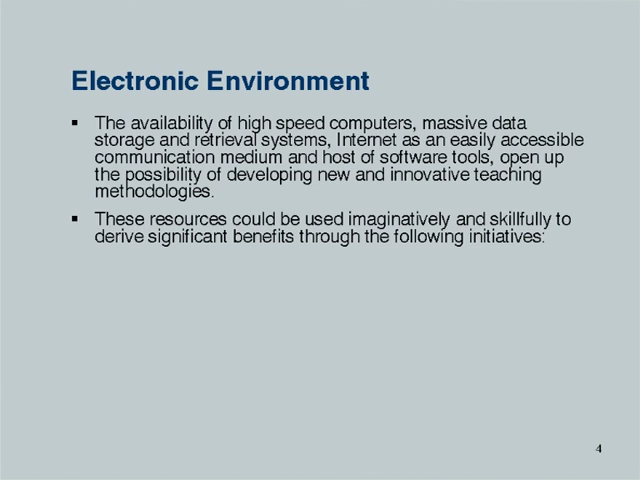 Electronic Environment
▪ The availability of high speed computers, massive data
storage and retrieval systems, Internet as an easily accessible
communication medium and host of software tools, open up
the possibility of developing new and innovative teaching
methodologies.
▪ These resources could be used imaginatively and skillfully to
derive significant benefits through the following initiatives:
4